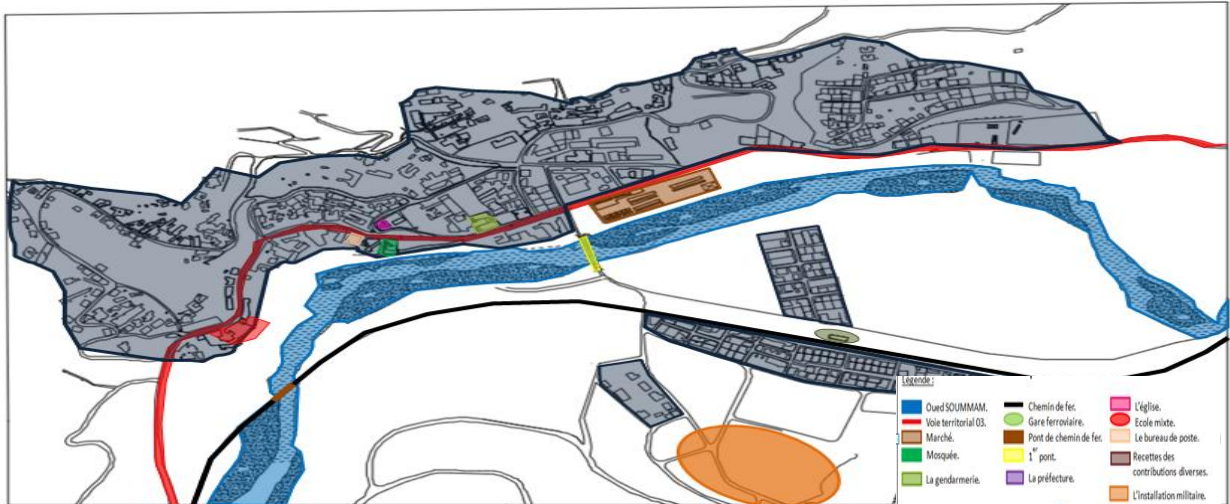 Légende :
Oued SOUMMAM.
Voie territorial 03.
Marché.
Mosquée.
La gendarmerie.
Chemin de fer.
Gare ferroviaire.
Pont de chemin de fer.
1er pont.
La préfecture.
L'église.
Ecole mixte.
Le bureau de poste.
Recettes des
contributions diverses.
L'installation militaire.